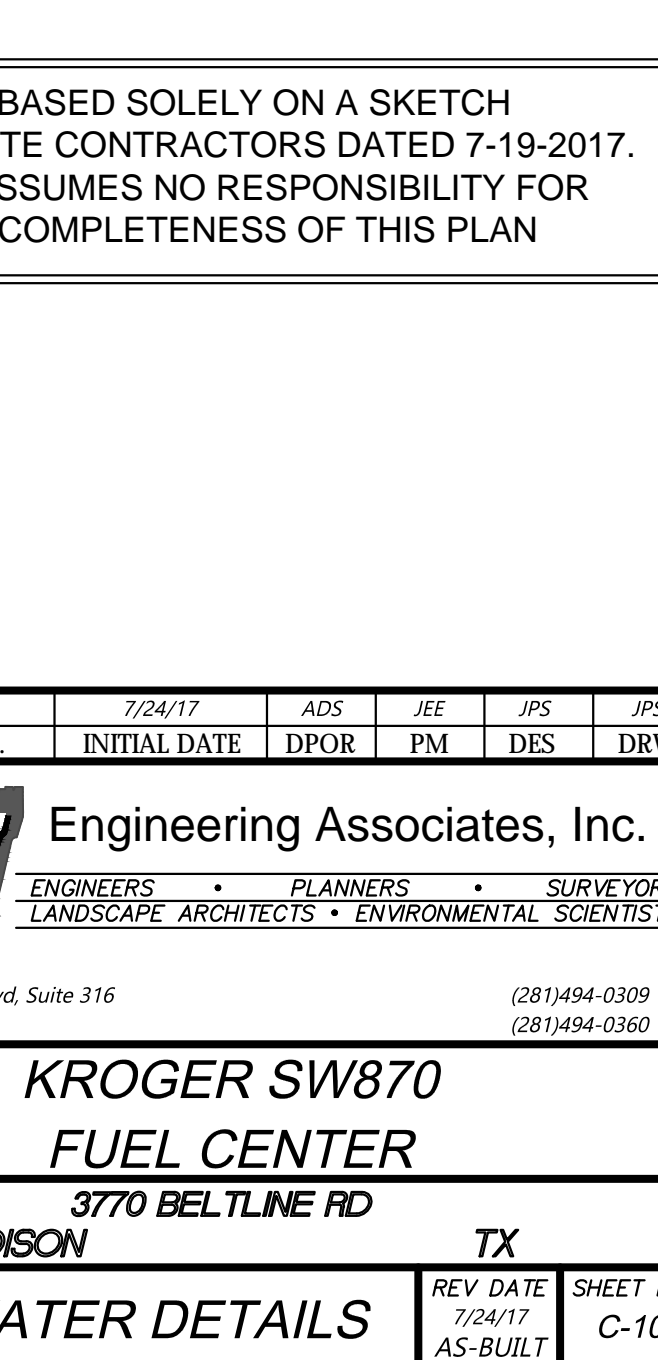 BASED SOLELY ON A SKETCH
CONTRACTORS DATED 7-19-2017.
NO RESPONSIBILITY FOR
COMPLETENESS OF THIS PLAN
7/24/17 ADS JEE JPS
INITIAL DATE DPOR PM DES
Engineering Associates, Inc.
ENGINEERS • PLANNERS •
LANDSCAPE ARCHITECTS • ENVIRONMENTAL
Suite 316 (281)494-0309
(281)494-0360
KROGER SW870
FUEL CENTER
3770 BELTLINE RD
TX
DETAILS
REV DATE SHEET
7/24/17
AS-BUILT